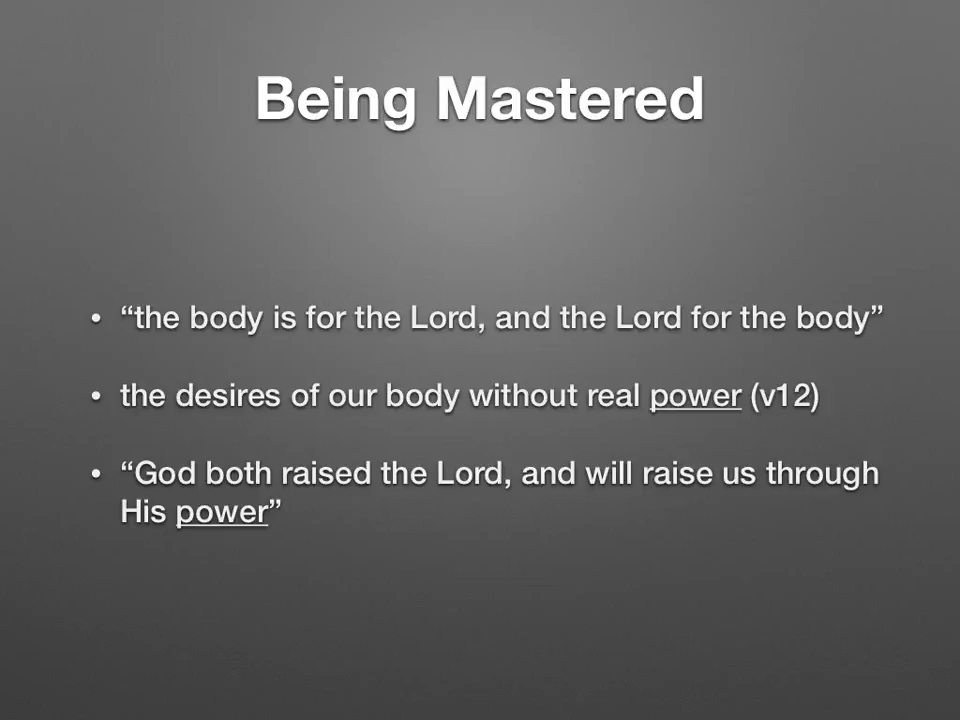 Being Mastered
• “the body is for the Lord, and the Lord for the body”
• the desires of our body without real power (v12)
• “God both raised the Lord, and will raise us through
His power”